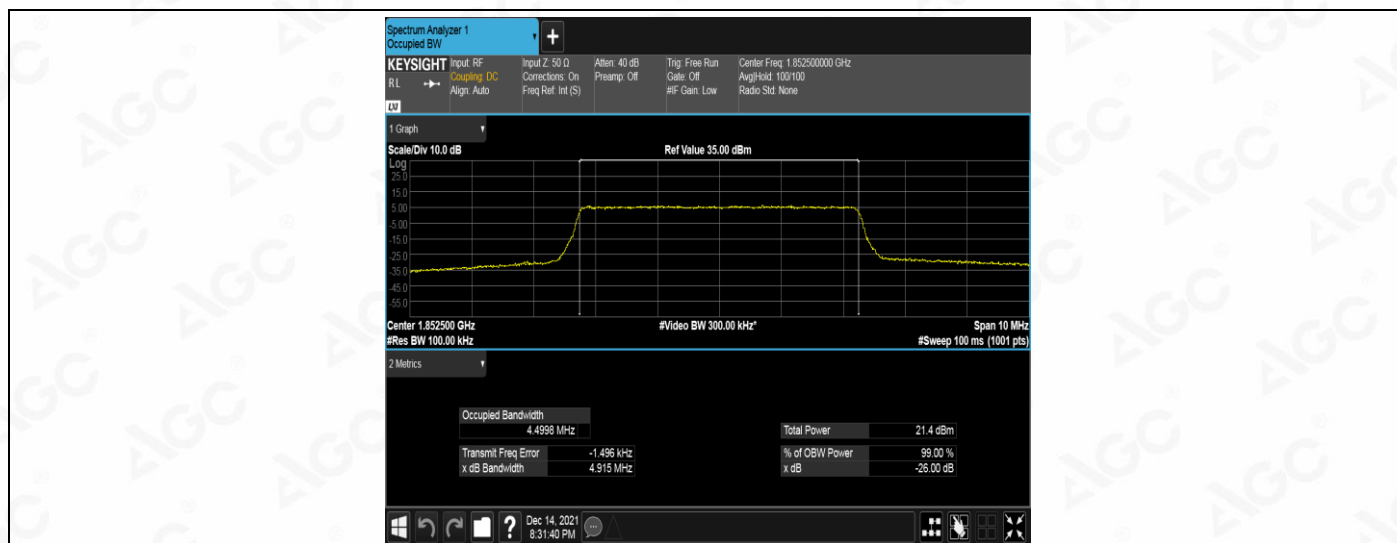 Spectrum Analyzer 1
Occupied BW
+
KEYSIGHT Input: RF Input Z: 50 Ω Atten: 40 dB Trig: Free Run Center Freq: 1.852500000 GHz
RL Coupling: DC Corrections: On Preamp: Off Gate: Off Avg|Hold: 100/100
Align: Auto Freq Ref: Int (S) #IF Gain: Low Radio Std: None
LXI
1 Graph
Scale/Div 10.0 dB Ref Value 35.00 dBm
Log
25.0
15.0
5.00
-5.00
-15.0
-25.0
-35.0
-45.0
-55.0
Center 1.852500 GHz #Video BW 300.00 kHz* Span 10 MHz
#Res BW 100.00 kHz #Sweep 100 ms (1001 pts)
2 Metrics
Occupied Bandwidth
4.4998 MHz Total Power 21.4 dBm
Transmit Freq Error -1.496 kHz % of OBW Power 99.00 %
x dB Bandwidth 4.915 MHz x dB -26.00 dB
? Dec 14, 2021
8:31:40 PM
AGC